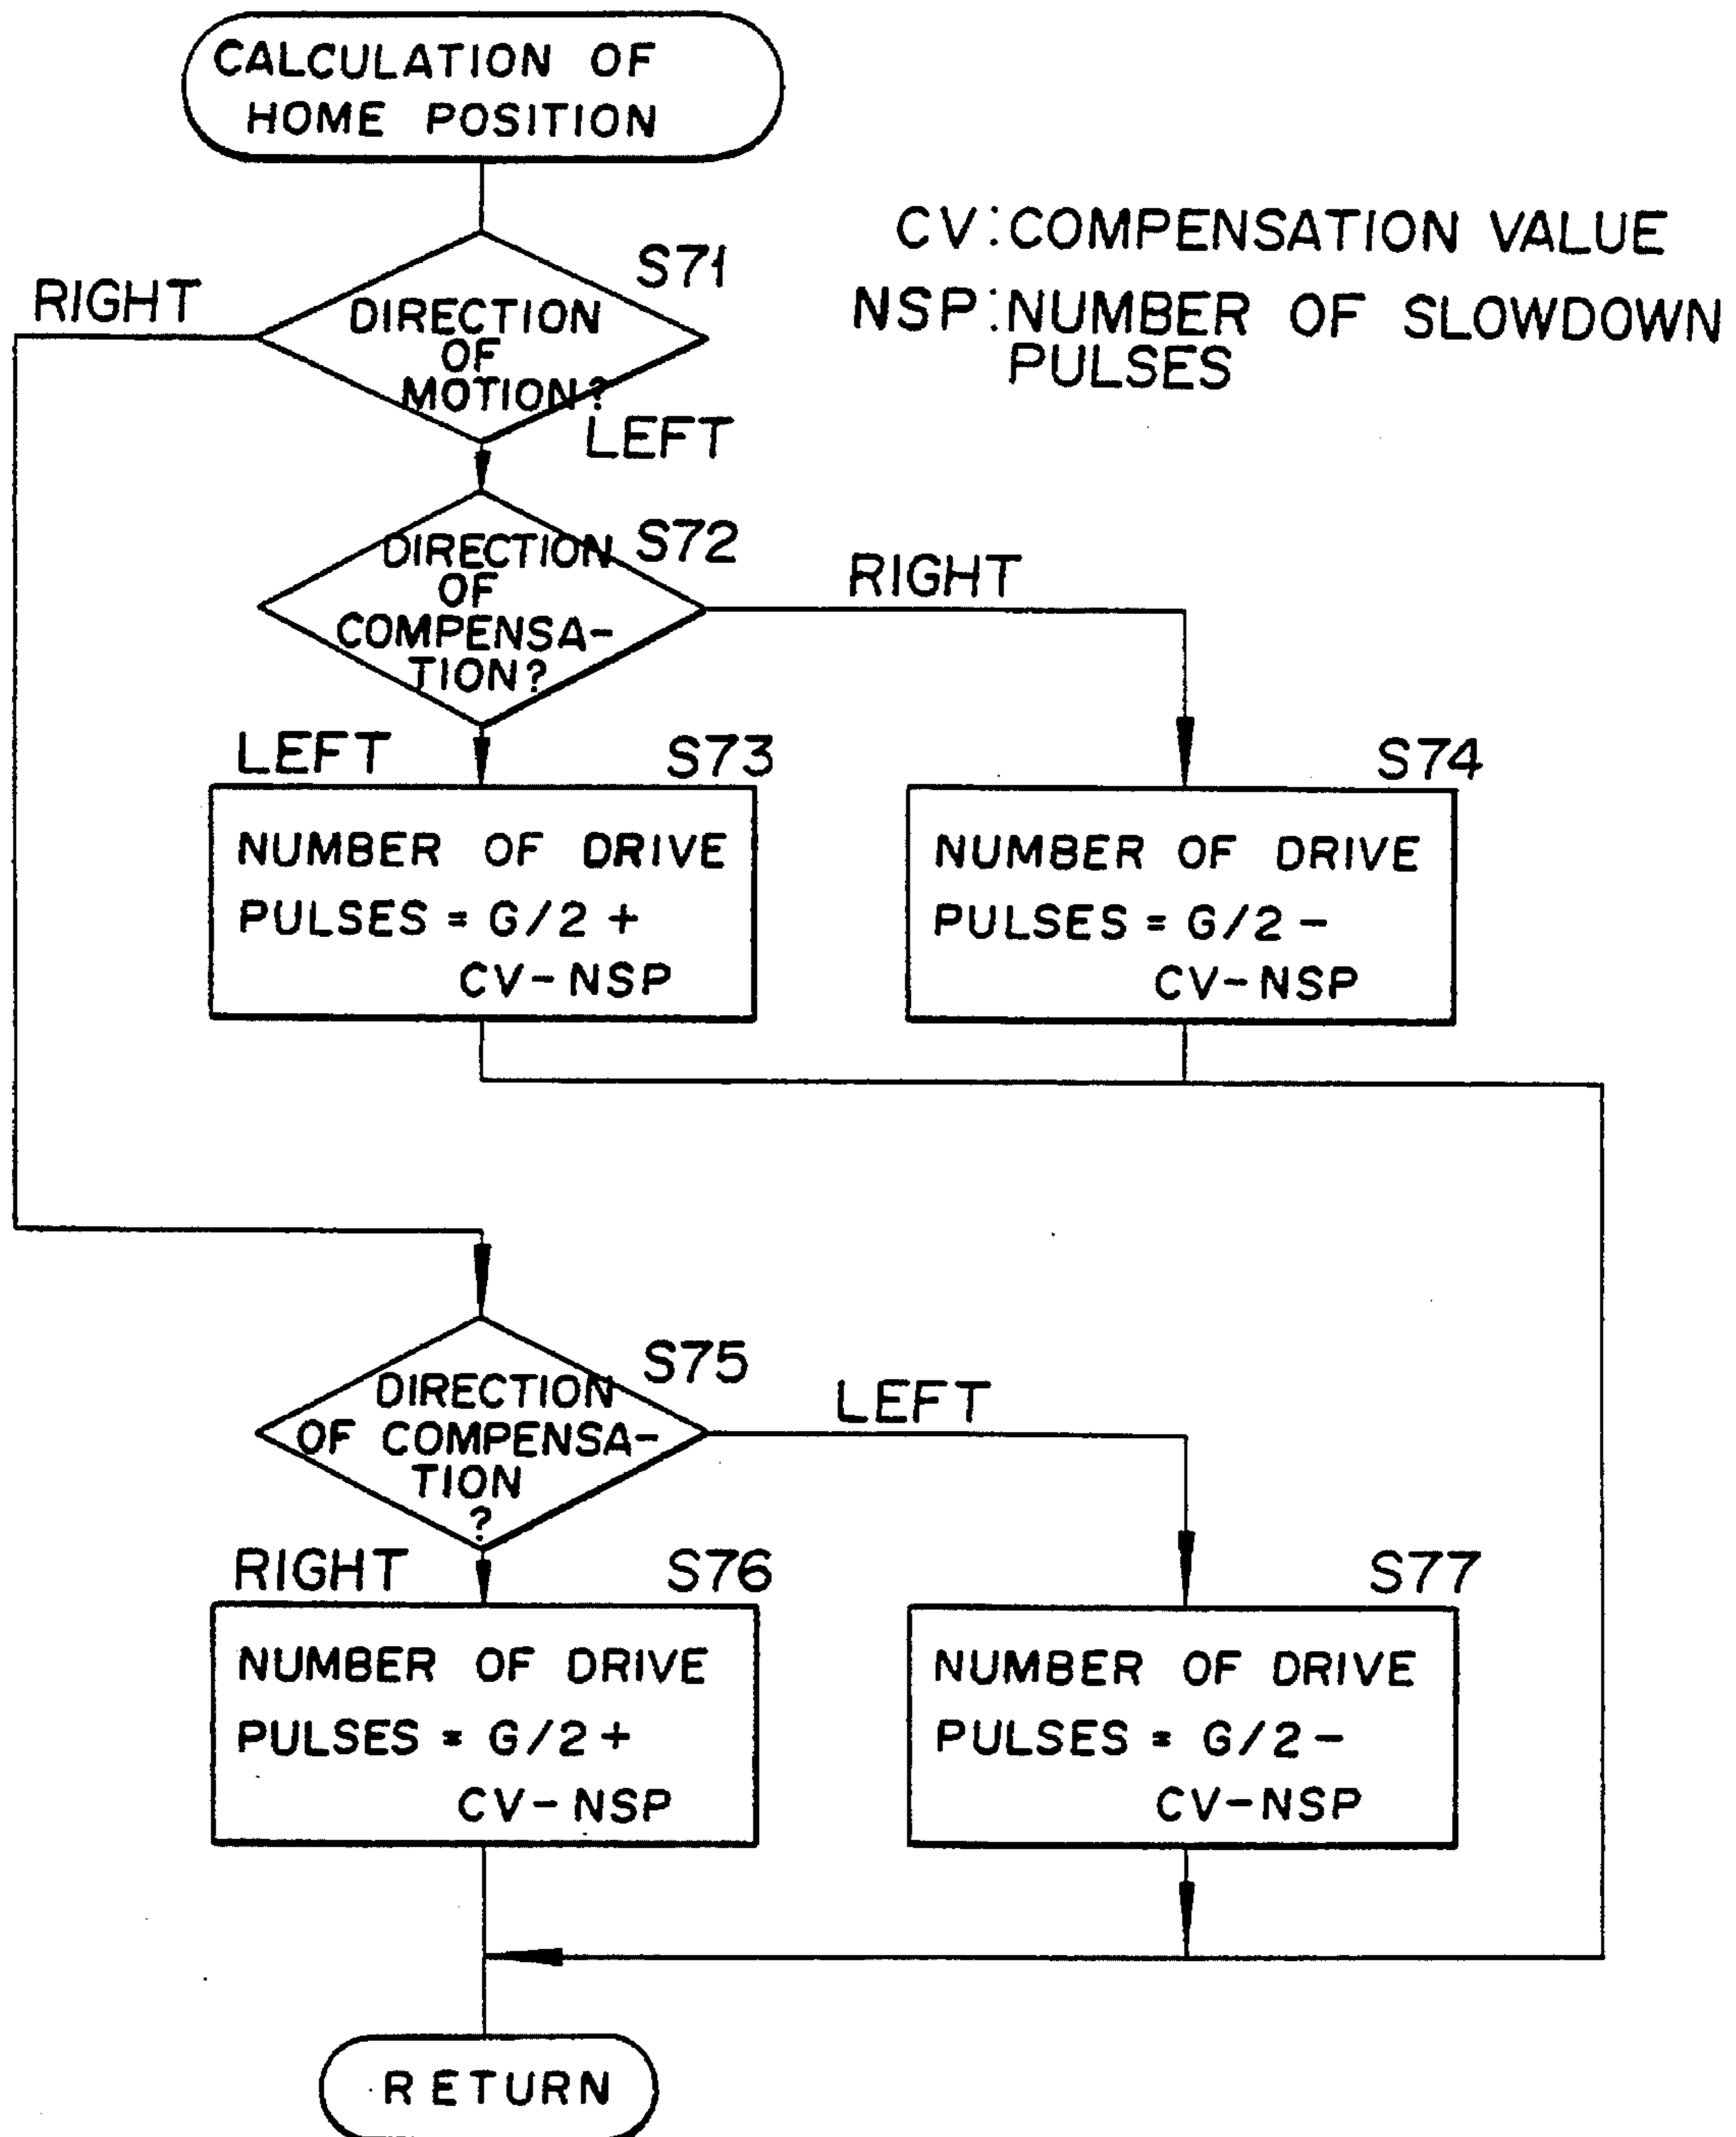 CALCULATION OF
HOME POSITION
CV:COMPENSATION VALUE
NSP:NUMBER OF SLOWDOWN
PULSES
S71
RIGHT
DIRECTION
OF
MOTION?
LEFT
S72
DIRECTION
OF
COMPENSA-
TION?
RIGHT
LEFT
S73
NUMBER OF DRIVE
PULSES = G/2 +
CV-NSP
S74
NUMBER OF DRIVE
PULSES = G/2 -
CV-NSP
S75
DIRECTION
OF COMPENSA-
TION
?
LEFT
RIGHT
S76
NUMBER OF DRIVE
PULSES = G/2 +
CV-NSP
S77
NUMBER OF DRIVE
PULSES = G/2 -
CV-NSP
RETURN